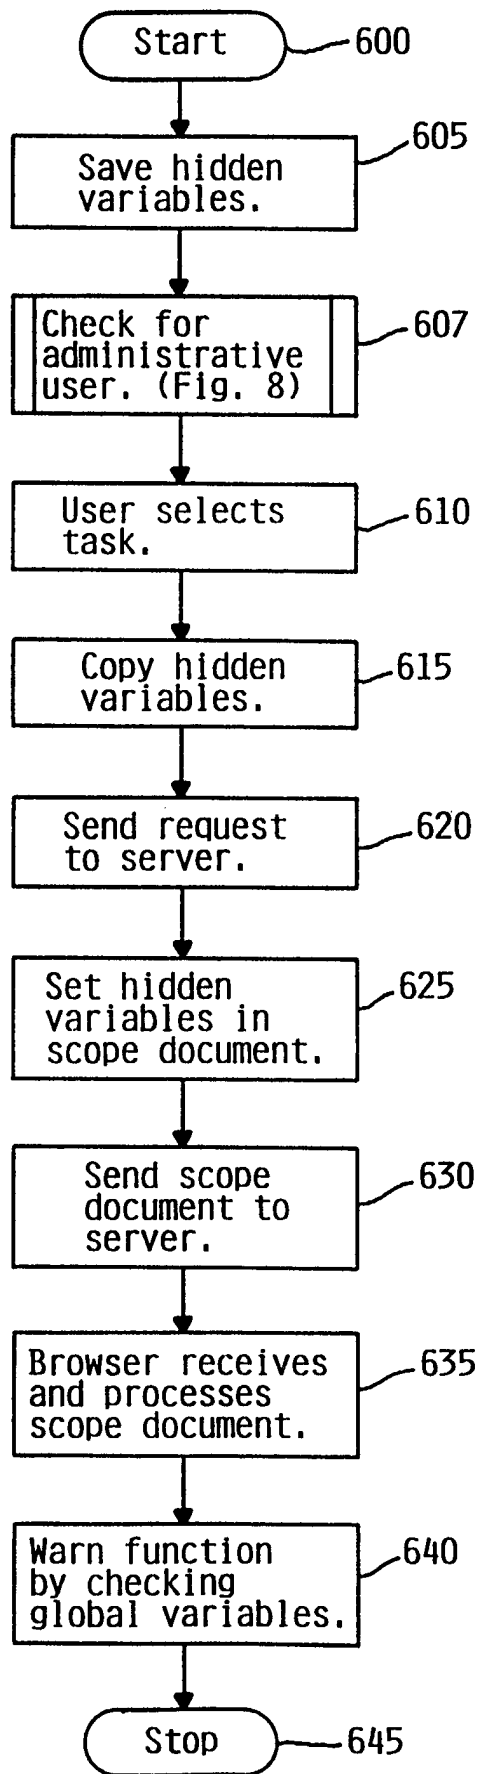 Start
600
605
Save hidden
variables.
Check for
administrative
user. (Fig. 8)
607
User selects
task.
610
Copy hidden
variables.
615
Send request
to server.
620
Set hidden
variables in
scope document.
625
Send scope
document to
server.
630
Browser receives
and processes
scope document.
635
Warn function
by checking
global variables.
640
Stop
645